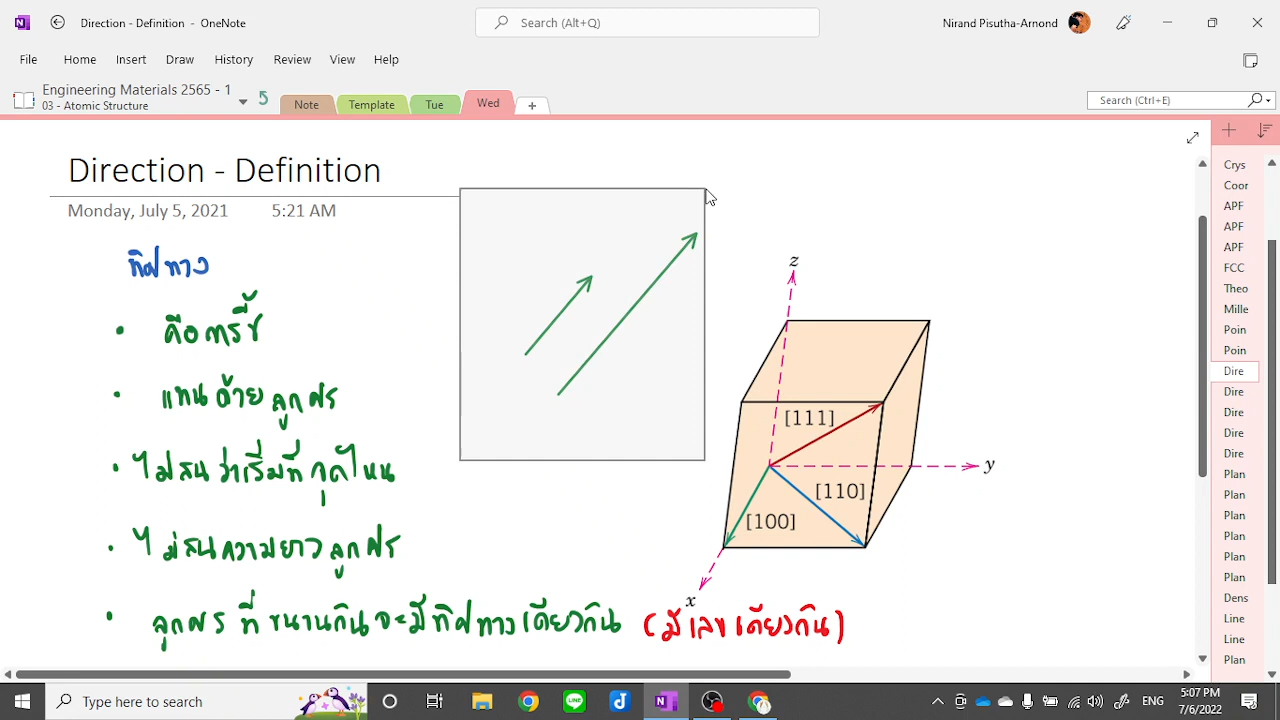 Direction - Definition - OneNote
Search (Alt+Q)
Nirand Pisutha-Arnond
File Home Insert Draw History Review View Help
Engineering Materials 2565 - 1
03 - Atomic Structure
Note Template Tue Wed
Search (Ctrl+E)
Direction - Definition
Monday, July 5, 2021 5:21 AM
ทิศทาง
• คือการชี้
• แทนด้วยลูกศร
• ไม่สนว่าเริ่มที่จุดไหน
• ไม่สนความยาวลูกศร
• ลูกศรที่ขนานกันจะมีทิศทางเดียวกัน (มีเลขเดียวกัน)
z
[111]
y
[110]
[100]
x
Crys
Coor
APF
APF
APF
FCC
Theo
Mille
Poin
Poin
Dire
Dire
Dire
Dire
Dire
Plan
Plan
Plan
Plan
Plan
Plan
Dens
Line
Line
Plan
Type here to search
LINE
ENG
5:07 PM
7/6/2022